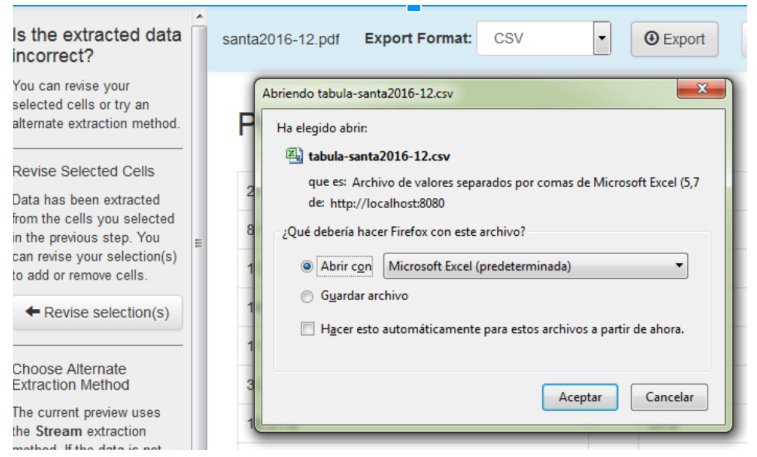 Is the extracted data
incorrect?
You can revise your
selected cells or try an
alternate extraction method.
Revise Selected Cells
Data has been extracted
from the cells you selected
in the previous step. You
can revise your selection(s)
to add or remove cells.
Revise selection(s)
Choose Alternate
Extraction Method
The current preview uses
the Stream extraction
method. If the data is not
santa2016-12.pdf Export Format: CSV Export
P
Abriendo tabula-santa2016-12.csv
Ha elegido abrir:
tabula-santa2016-12.csv
que es: Archivo de valores separados por comas de Microsoft Excel (5,7
de: http://localhost:8080
¿Qué debería hacer Firefox con este archivo?
Abrir con Microsoft Excel (predeterminada)
Guardar archivo
Hacer esto automáticamente para estos archivos a partir de ahora.
Aceptar Cancelar